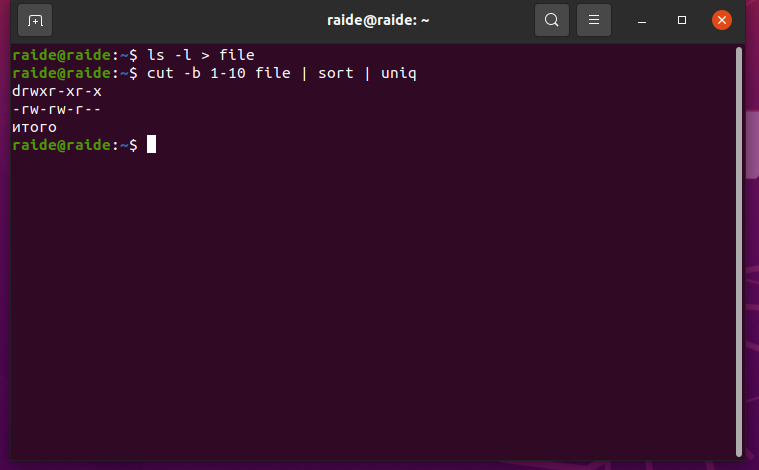 raide@raide: ~
raide@raide:~$ ls -l > file
raide@raide:~$ cut -b 1-10 file | sort | uniq
drwxr-xr-x
-rw-rw-r--
итого
raide@raide:~$